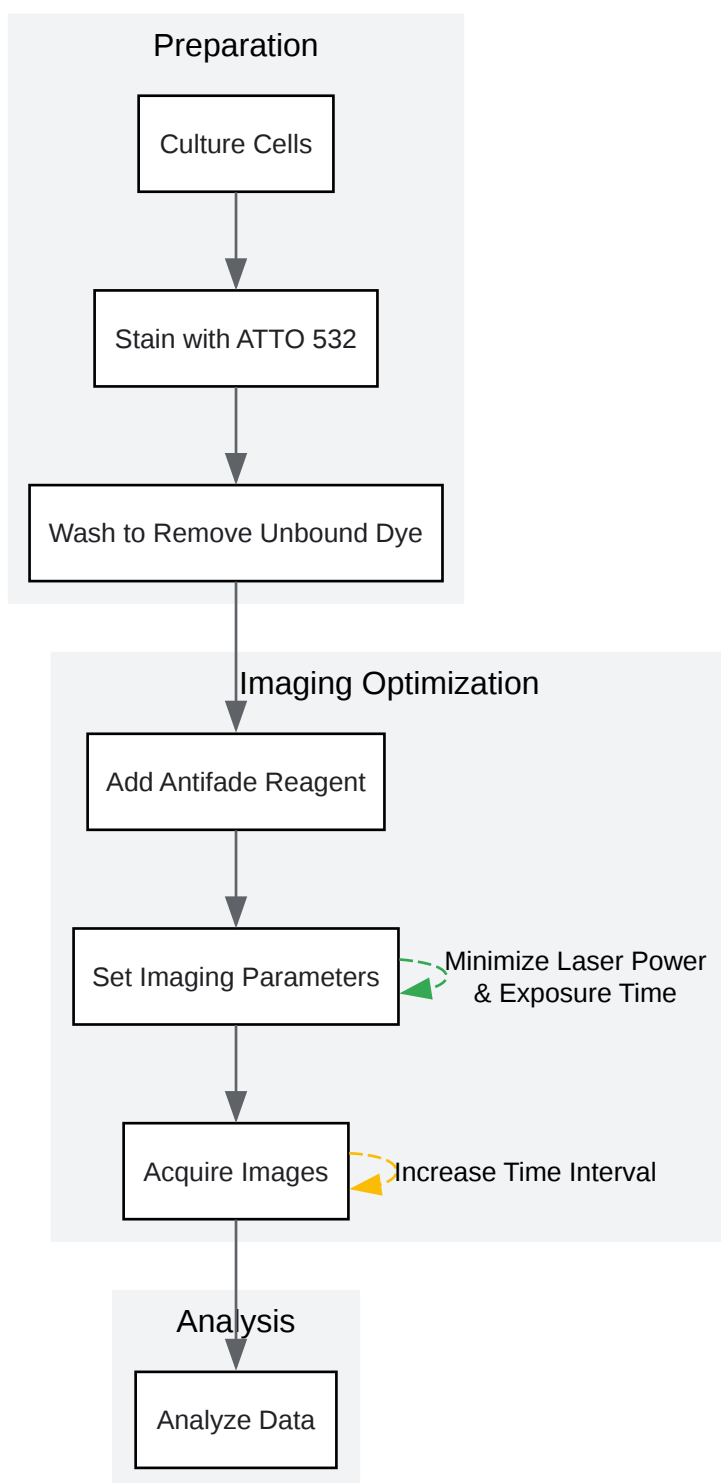 Preparation
Culture Cells
Stain with ATTO 532
Wash to Remove Unbound Dye
Imaging Optimization
Add Antifade Reagent
Set Imaging Parameters
Minimize Laser Power
& Exposure Time
Acquire Images
Increase Time Interval
Analysis
Analyze Data